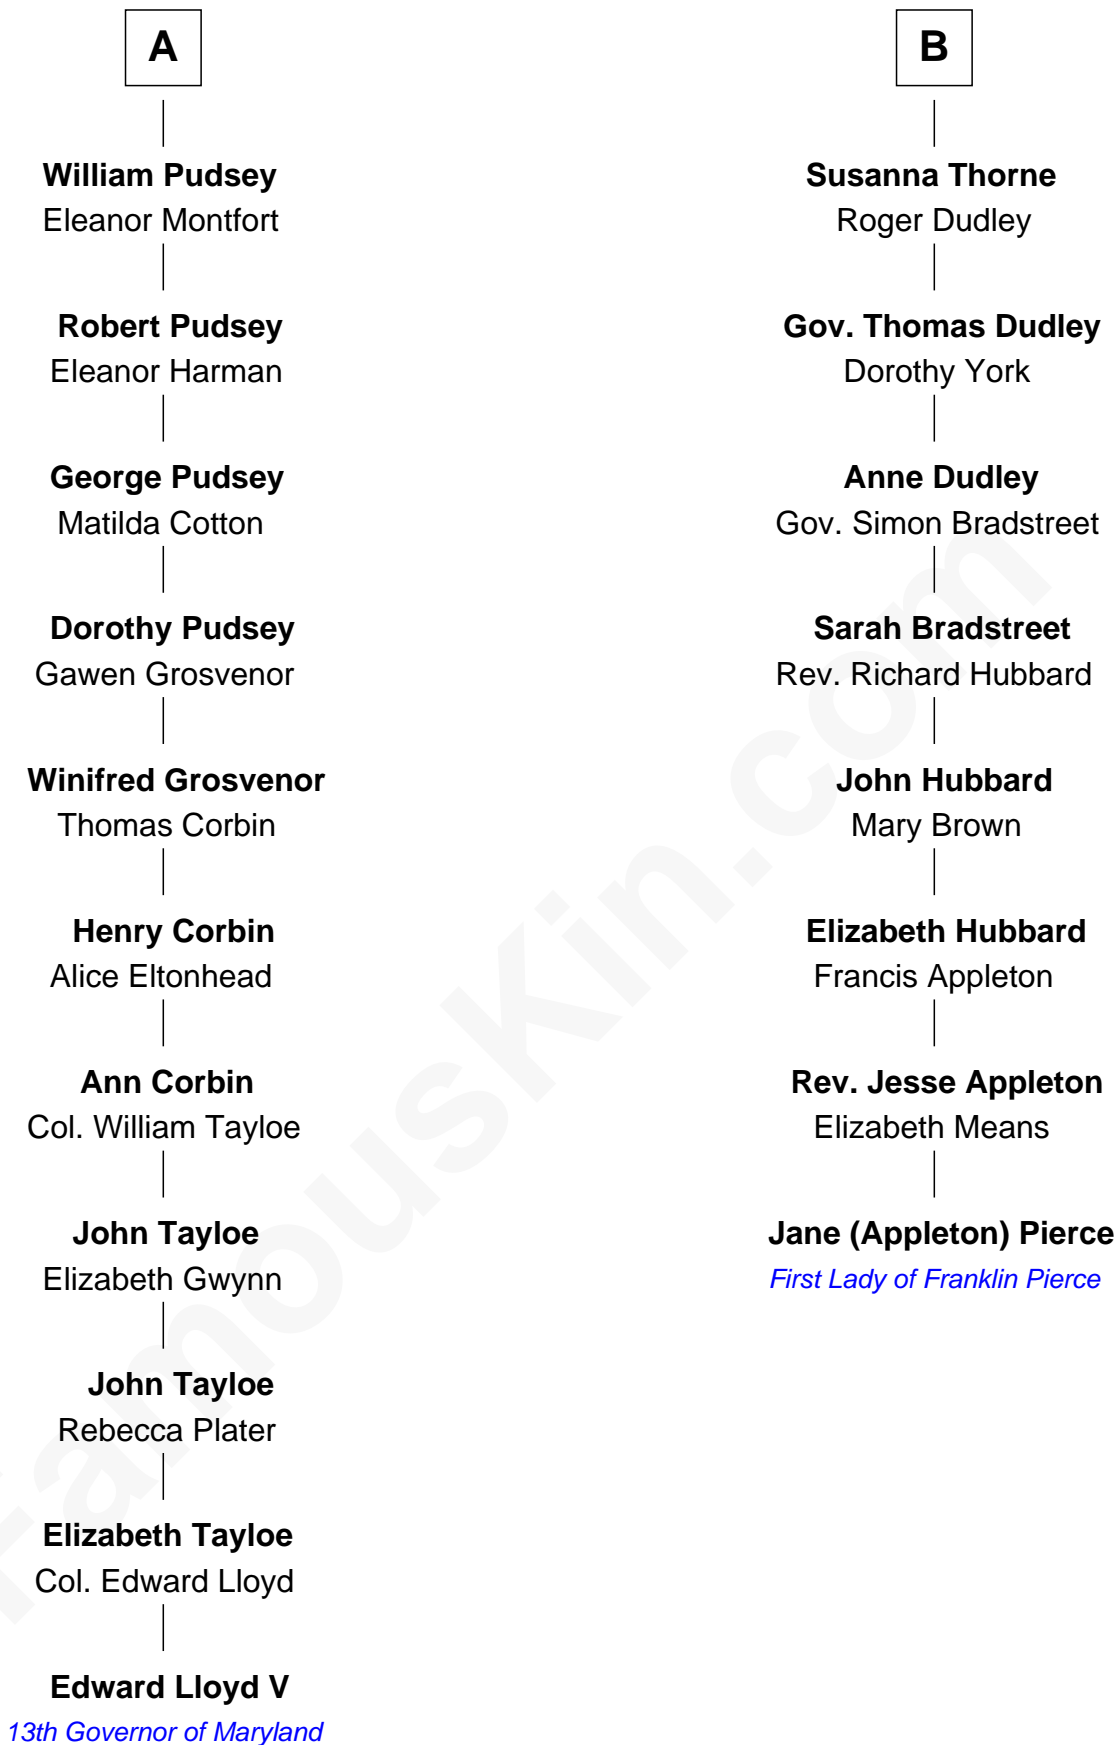 A
William Pudsey
Eleanor Montfort
Robert Pudsey
Eleanor Harman
George Pudsey
Matilda Cotton
Dorothy Pudsey
Gawen Grosvenor
Winifred Grosvenor
Thomas Corbin
Henry Corbin
Alice Eltonhead
Ann Corbin
Col. William Tayloe
John Tayloe
Elizabeth Gwynn
John Tayloe
Rebecca Plater
Elizabeth Tayloe
Col. Edward Lloyd
Edward Lloyd V
13th Governor of Maryland
B
Susanna Thorne
Roger Dudley
Gov. Thomas Dudley
Dorothy York
Anne Dudley
Gov. Simon Bradstreet
Sarah Bradstreet
Rev. Richard Hubbard
John Hubbard
Mary Brown
Elizabeth Hubbard
Francis Appleton
Rev. Jesse Appleton
Elizabeth Means
Jane (Appleton) Pierce
First Lady of Franklin Pierce
FamousKin.com